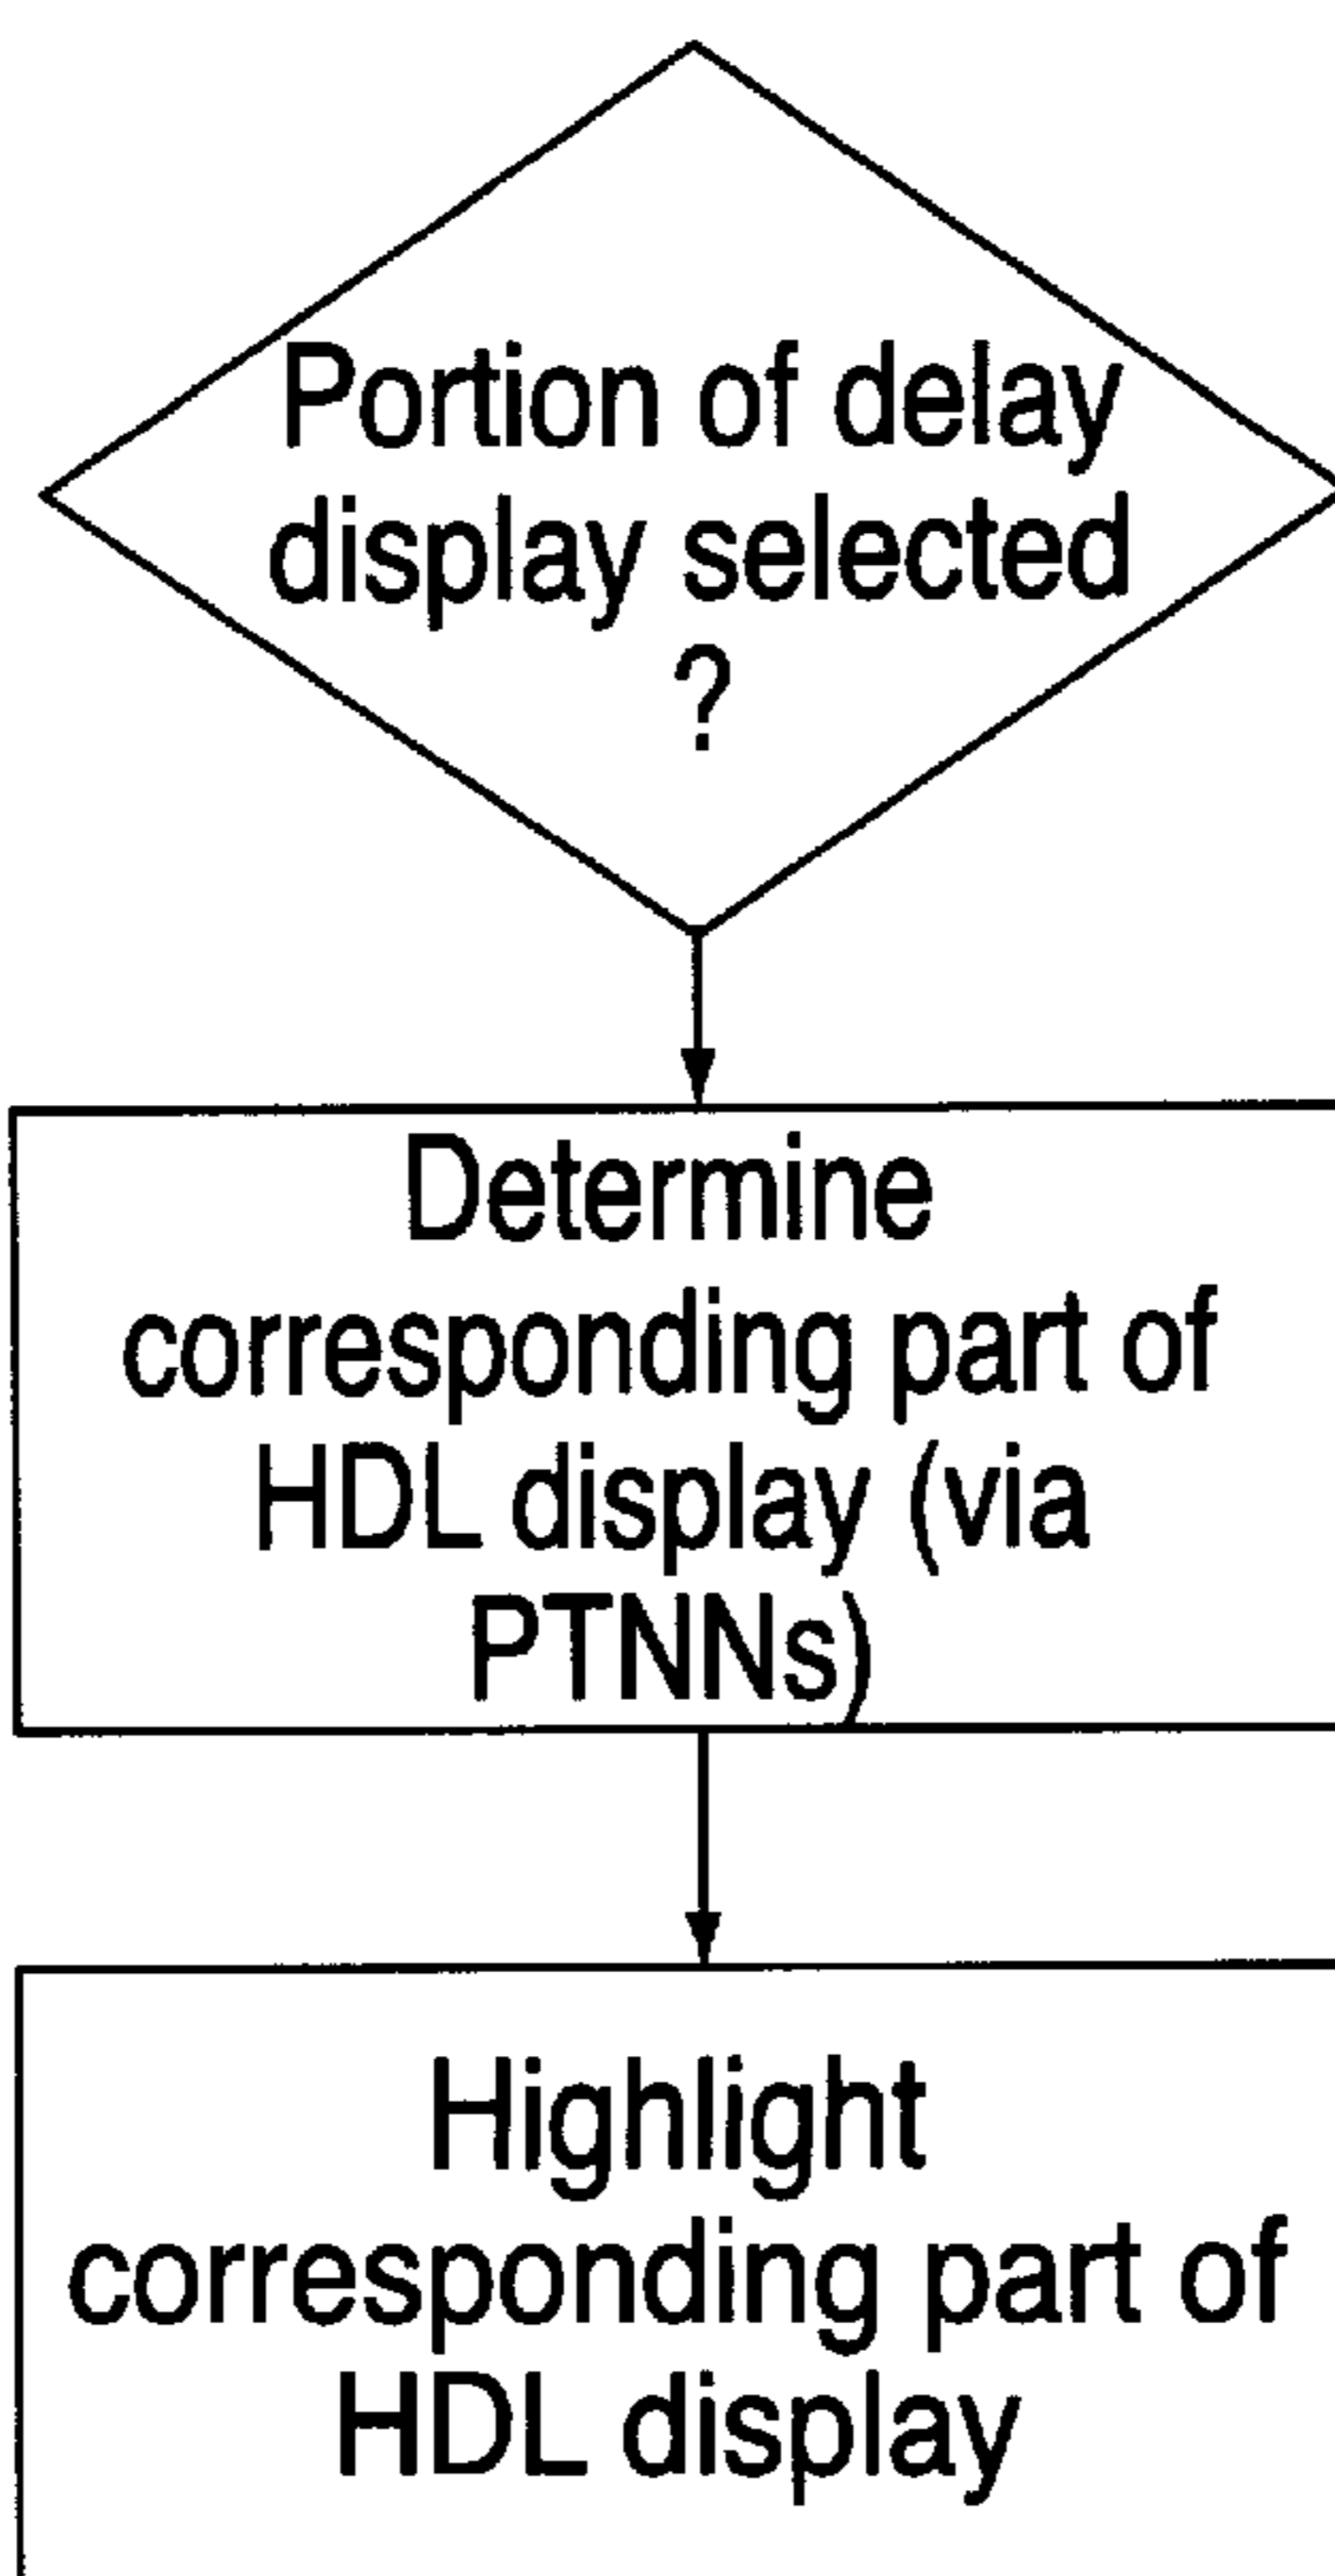 Portion of delay
display selected
?
Determine
corresponding part of
HDL display (via
PTNNs)
Highlight
corresponding part of
HDL display